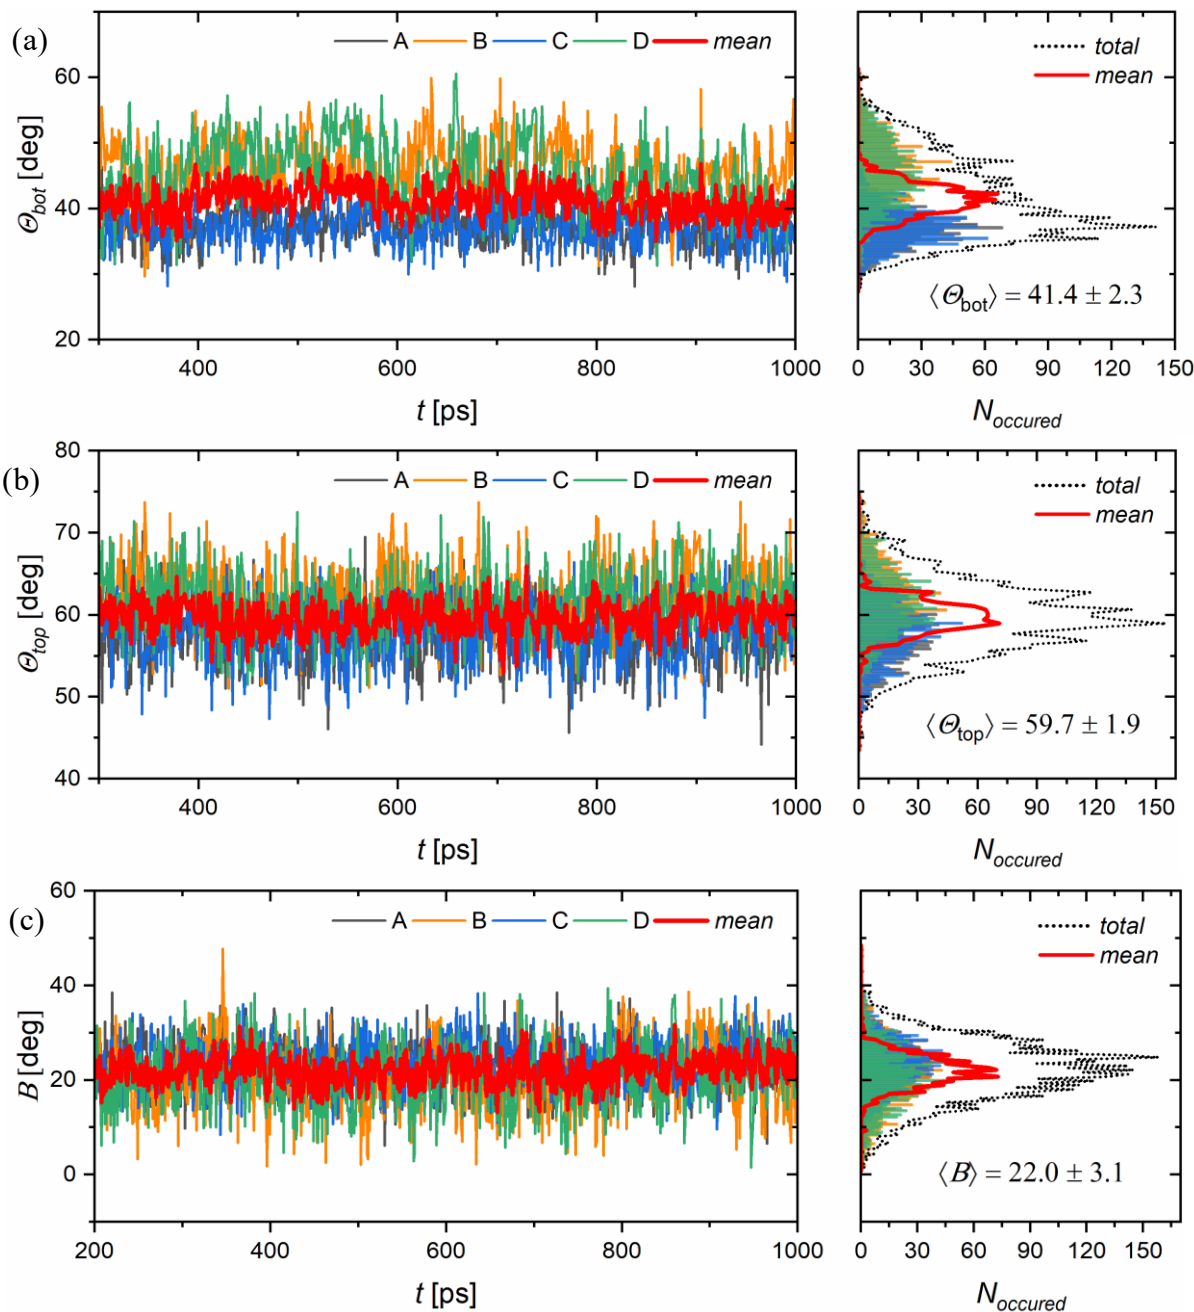 (a)
A B C D mean
60
40
20
Θbot [deg]
400 600 800 1000
t [ps]
total
mean
⟨Θbot⟩ = 41.4 ± 2.3
0 30 60 90 120 150
Noccured
(b)
A B C D mean
80
70
60
50
40
Θtop [deg]
400 600 800 1000
t [ps]
total
mean
⟨Θtop⟩ = 59.7 ± 1.9
0 30 60 90 120 150
Noccured
(c)
A B C D mean
60
40
20
0
B [deg]
200 400 600 800 1000
t [ps]
total
mean
⟨B⟩ = 22.0 ± 3.1
0 30 60 90 120 150
Noccured